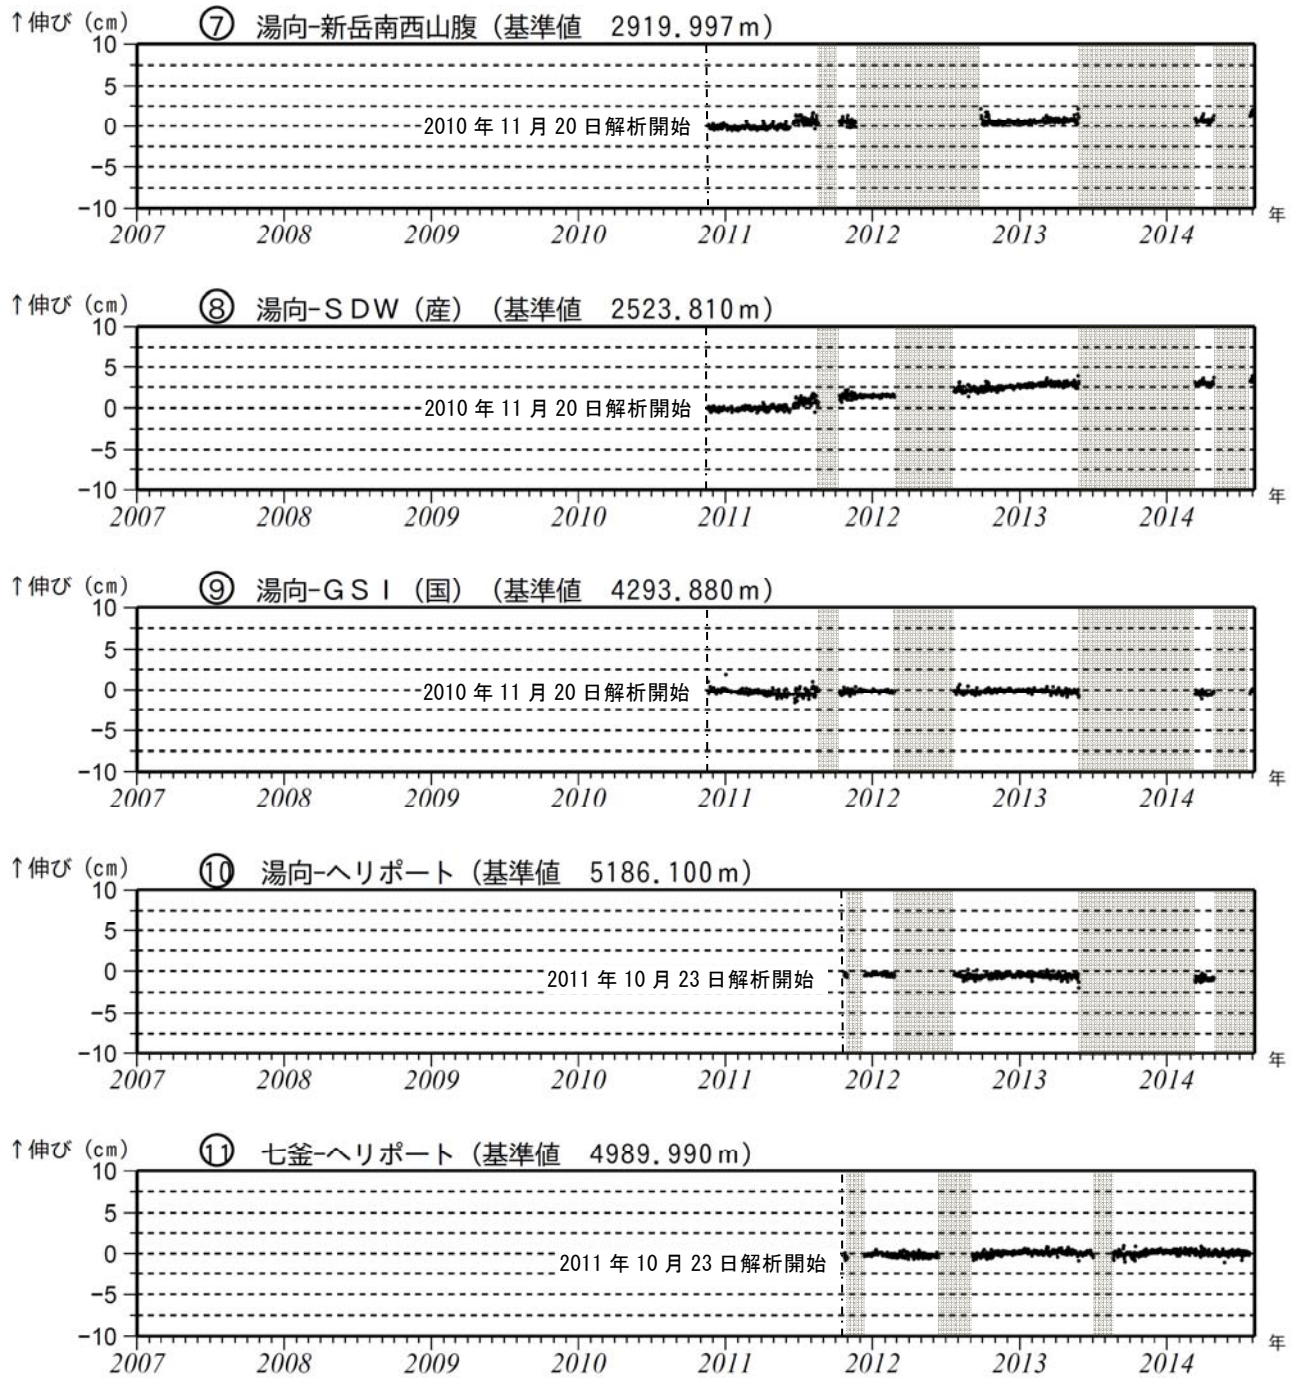 ↑伸び（cm） ⑦ 湯向-新岳南西山腹（基準値 2919.997m）
10
5
0
2010 年 11 月 20 日解析開始
−5
−10
年
2007 2008 2009 2010 2011 2012 2013 2014
↑伸び（cm） ⑧ 湯向-ＳＤＷ（産）（基準値 2523.810m）
10
5
0
2010 年 11 月 20 日解析開始
−5
−10
年
2007 2008 2009 2010 2011 2012 2013 2014
↑伸び（cm） ⑨ 湯向-ＧＳＩ（国）（基準値 4293.880m）
10
5
0
2010 年 11 月 20 日解析開始
−5
−10
年
2007 2008 2009 2010 2011 2012 2013 2014
↑伸び（cm） ⑩ 湯向-ヘリポート（基準値 5186.100m）
10
5
0
2011 年 10 月 23 日解析開始
−5
−10
年
2007 2008 2009 2010 2011 2012 2013 2014
↑伸び（cm） ⑪ 七釜-ヘリポート（基準値 4989.990m）
10
5
0
2011 年 10 月 23 日解析開始
−5
−10
年
2007 2008 2009 2010 2011 2012 2013 2014